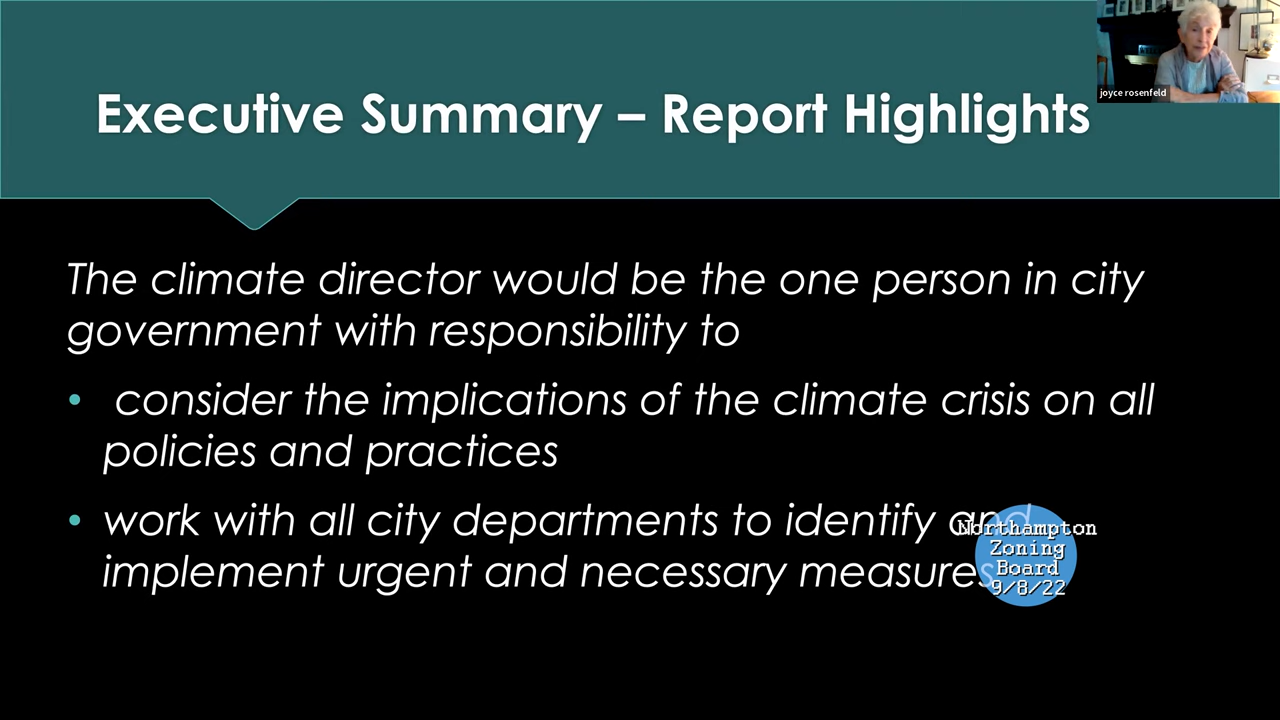 joyce rosenfeld
Executive Summary – Report Highlights
The climate director would be the one person in city
government with responsibility to
• consider the implications of the climate crisis on all
policies and practices
• work with all city departments to identify and
implement urgent and necessary measures
Northampton
Zoning
Board
9/8/22